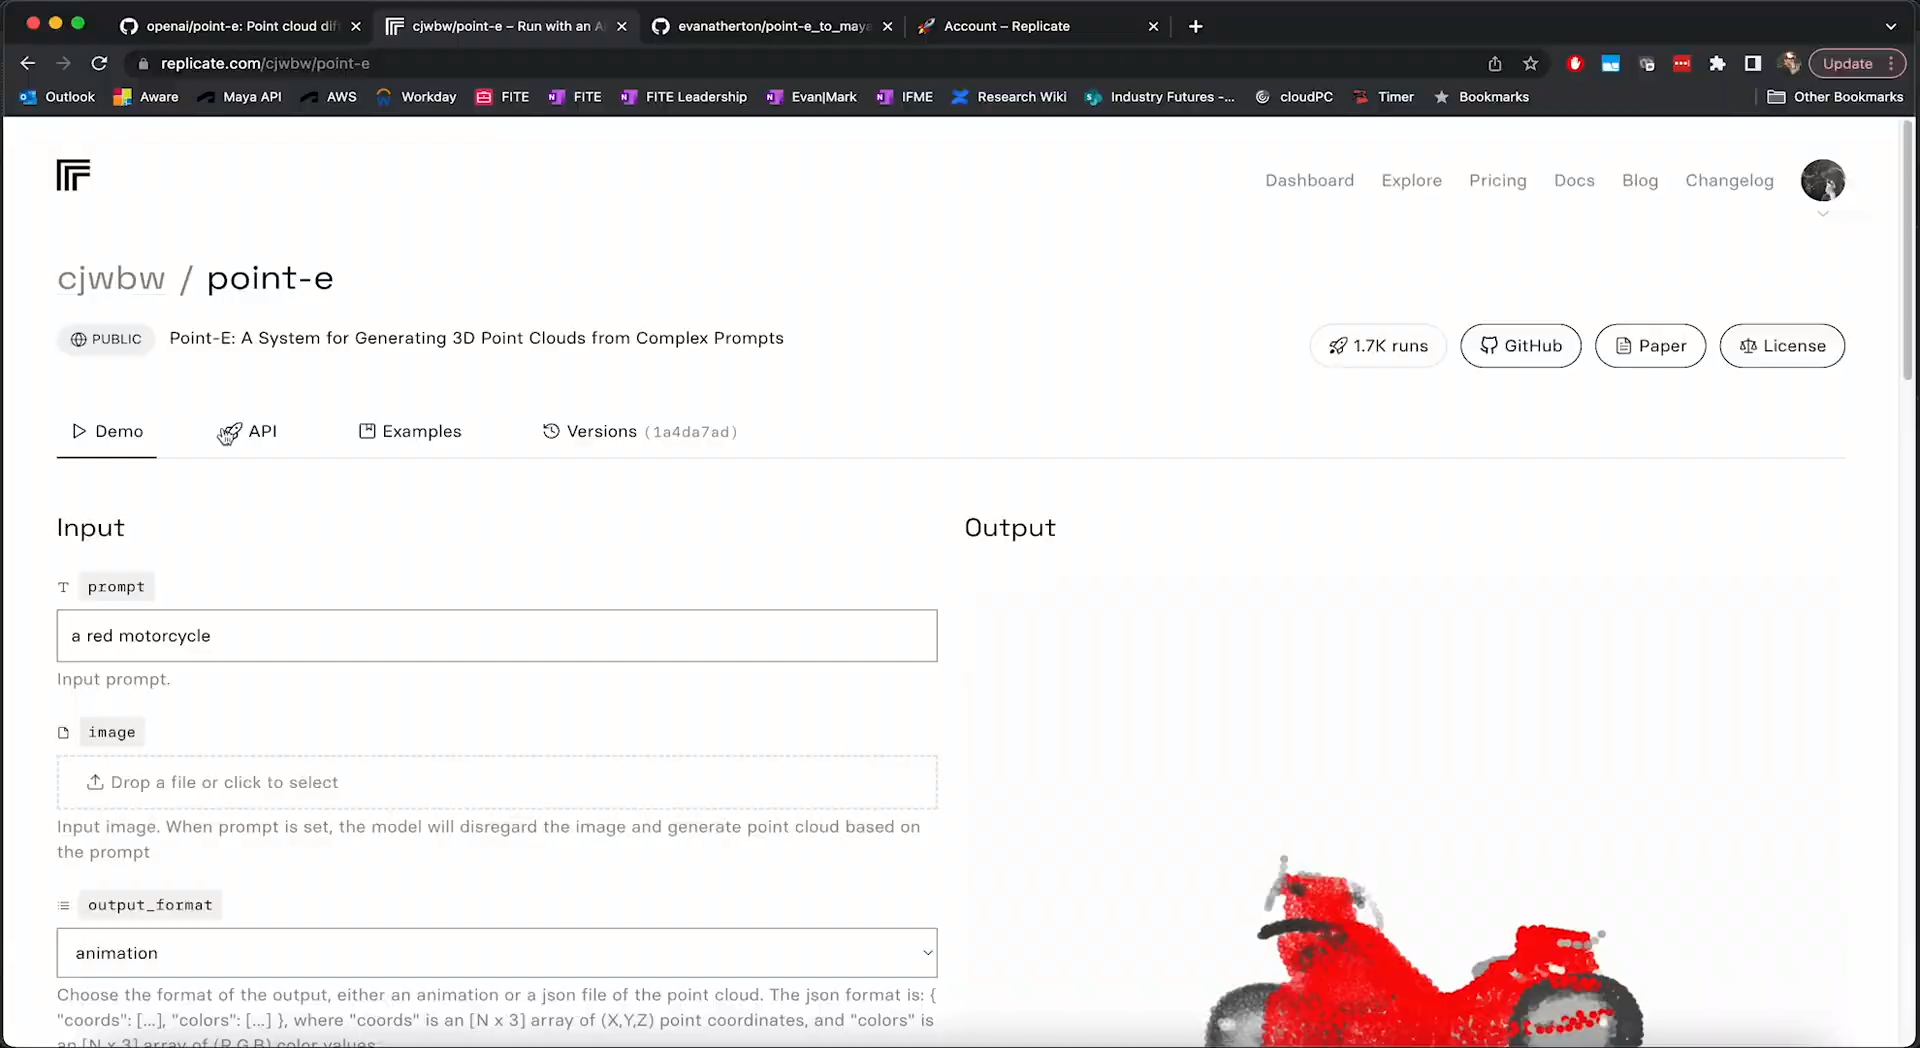 openai/point-e: Point cloud dif
cjwbw/point-e – Run with an A
evanatherton/point-e_to_maya
Account – Replicate
replicate.com/cjwbw/point-e
Update
Outlook
Aware
Maya API
AWS
Workday
FITE
FITE
FITE Leadership
Evan|Mark
IFME
Research Wiki
Industry Futures -...
cloudPC
Timer
Bookmarks
Other Bookmarks
Dashboard
Explore
Pricing
Docs
Blog
Changelog
cjwbw / point-e
PUBLIC
Point-E: A System for Generating 3D Point Clouds from Complex Prompts
1.7K runs
GitHub
Paper
License
Demo
API
Examples
Versions (1a4da7ad)
Input
Output
prompt
a red motorcycle
Input prompt.
image
Drop a file or click to select
Input image. When prompt is set, the model will disregard the image and generate point cloud based on
the prompt
output_format
animation
Choose the format of the output, either an animation or a json file of the point cloud. The json format is: {
"coords": [...], "colors": [...] }, where "coords" is an [N x 3] array of (X,Y,Z) point coordinates, and "colors" is
an [N x 3] array of (R,G,B) color values.